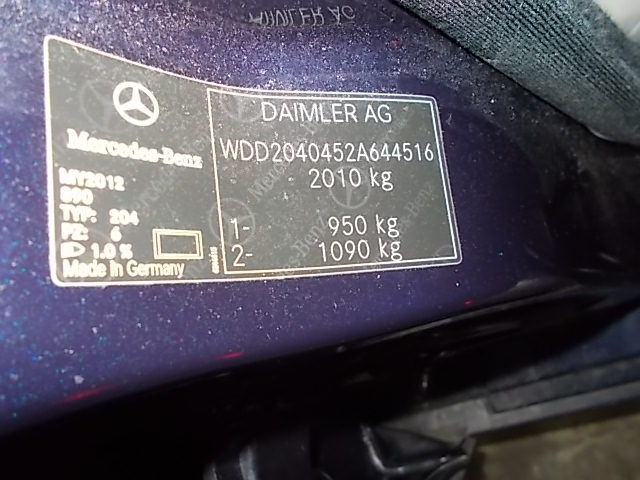 Mercedes-Benz
MY2012
890
TYP: 204
PZ: 6
1.0 %
Made In Germany
DAIMLER AG
WDD2040452A644516
2010 kg
1- 950 kg
2- 1090 kg